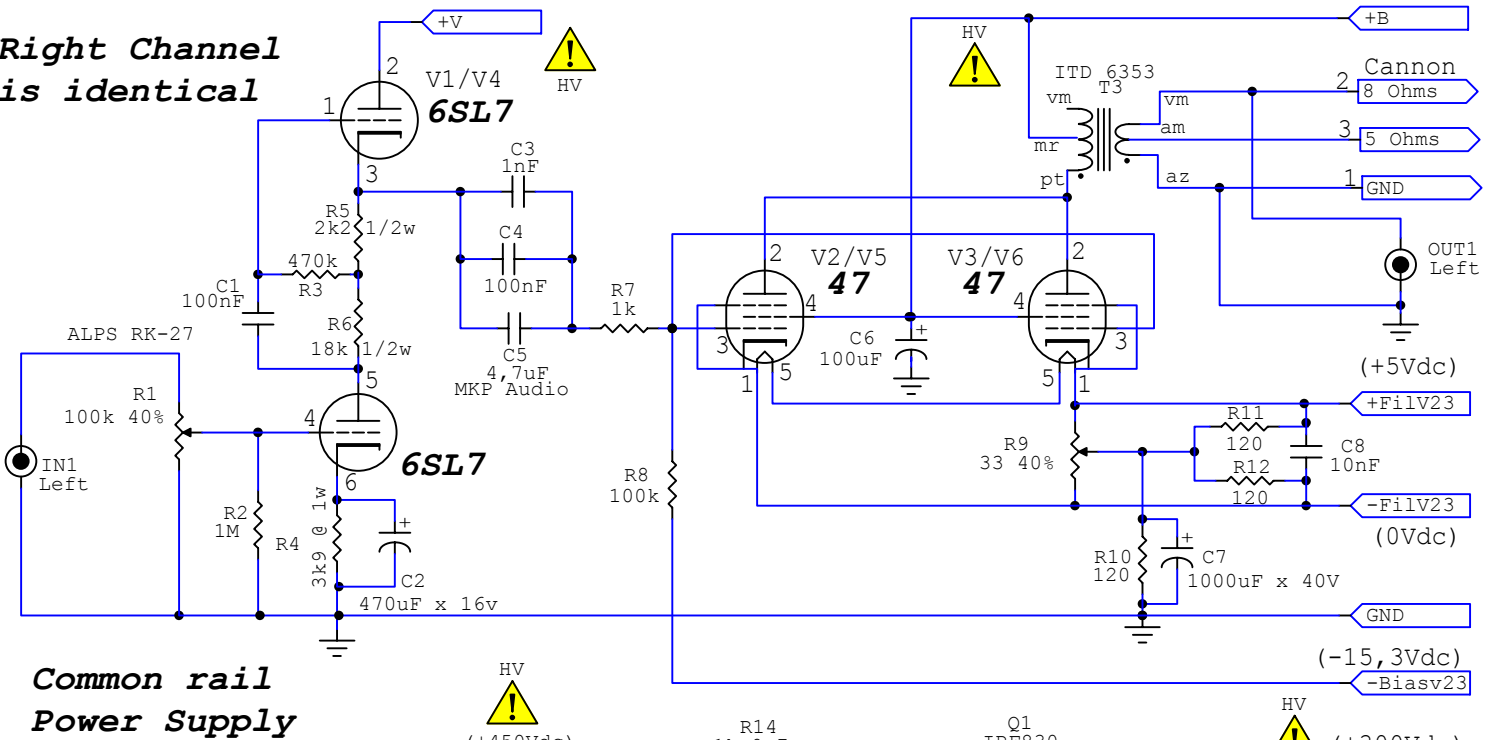 Right Channel
is identical
+V
HV
2
V1/V4
6SL7
1
3
C3
1nF
R5
2k2
1/2w
C4
100nF
470k
R3
C1
100nF
R6
18k
1/2w
C5
4,7uF
MKP Audio
R7
1k
ALPS RK-27
R1
100k 40%
IN1
Left
5
4
6SL7
6
R2
1M
R4
3k9 @ 1w
C2
470uF x 16v
HV
+B
ITD 6353
T3
vm
mr
pt
vm
am
az
Cannon
2
8 Ohms
3
5 Ohms
1
GND
OUT1
Left
2
V2/V5
47
4
3
1
5
V3/V6
47
2
4
3
5
1
C6
100uF
R8
100k
(+5Vdc)
+FilV23
R9
33 40%
R11
120
R12
120
C8
10nF
-FilV23
(0Vdc)
R10
120
C7
1000uF x 40V
GND
(-15,3Vdc)
-Biasv23
Common rail
Power Supply
HV
R14
Q1
HV